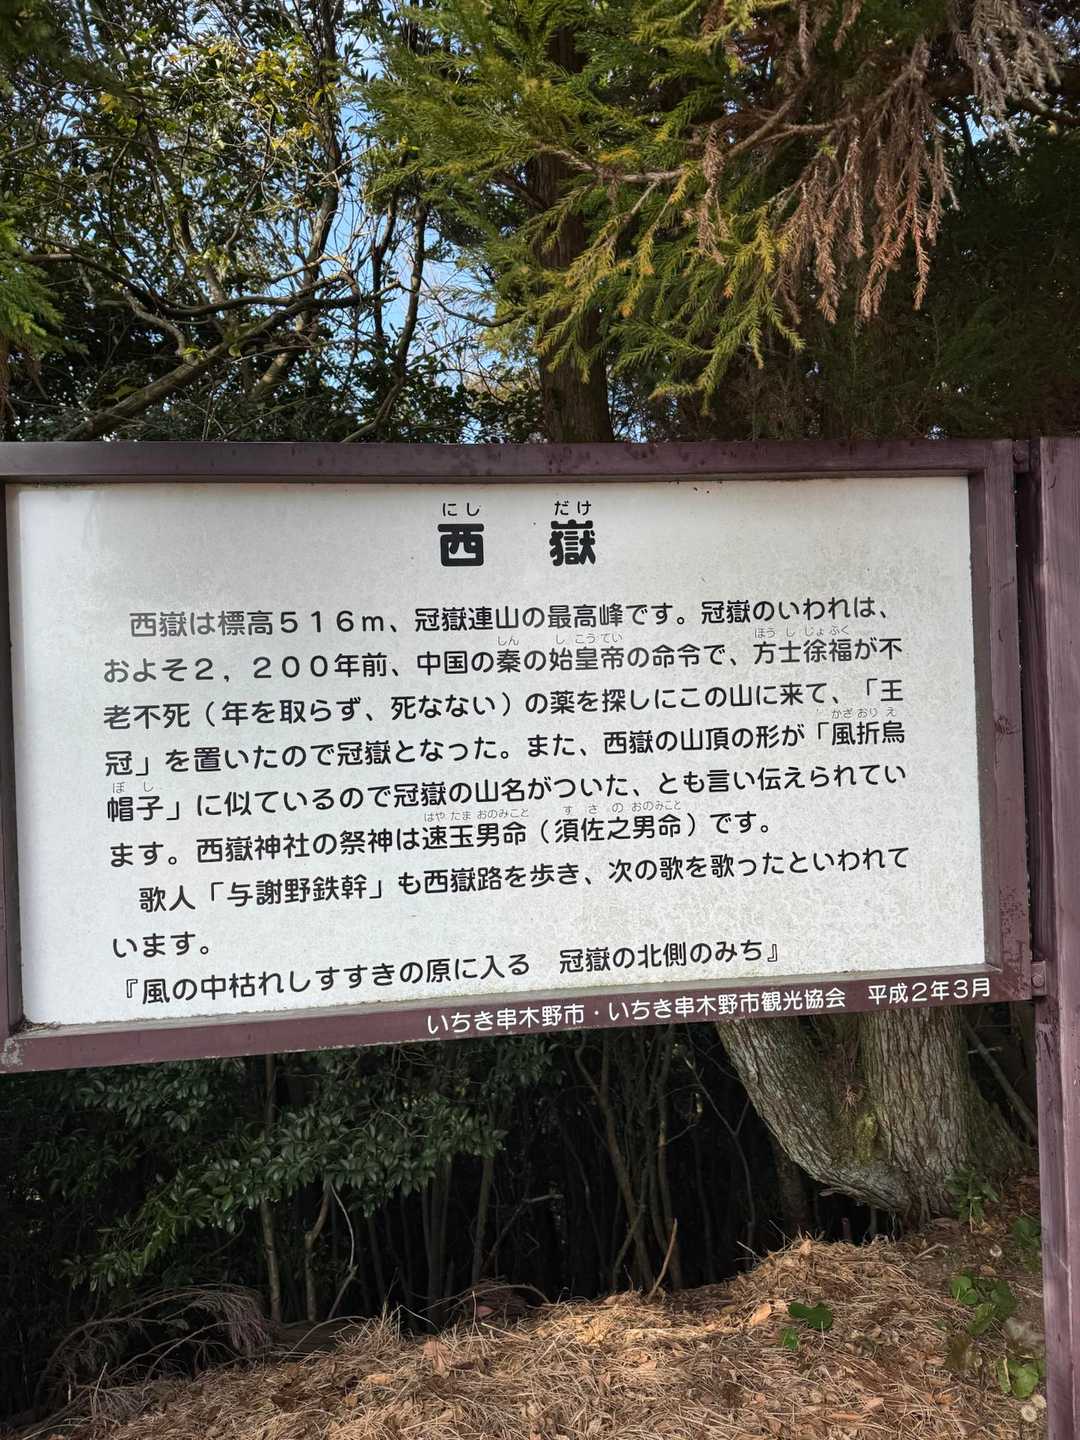 にし だけ
西 嶽
西嶽は標高５１６ｍ、冠嶽連山の最高峰です。冠嶽のいわれは、
しん し こうてい ほう し じょ ふく
およそ２，２００年前、中国の秦の始皇帝の命令で、方士徐福が不
老不死（年を取らず、死なない）の薬を探しにこの山に来て、「王
かざ おり え
冠」を置いたので冠嶽となった。また、西嶽の山頂の形が「風折烏
ぼ し
帽子」に似ているので冠嶽の山名がついた、とも言い伝えられてい
はや たま おのみこと す さ の おのみこと
ます。西嶽神社の祭神は速玉男命（須佐之男命）です。
歌人「与謝野鉄幹」も西嶽路を歩き、次の歌を歌ったといわれて
います。
『風の中枯れしすすきの原に入る 冠嶽の北側のみち』
いちき串木野市・いちき串木野市観光協会 平成２年３月